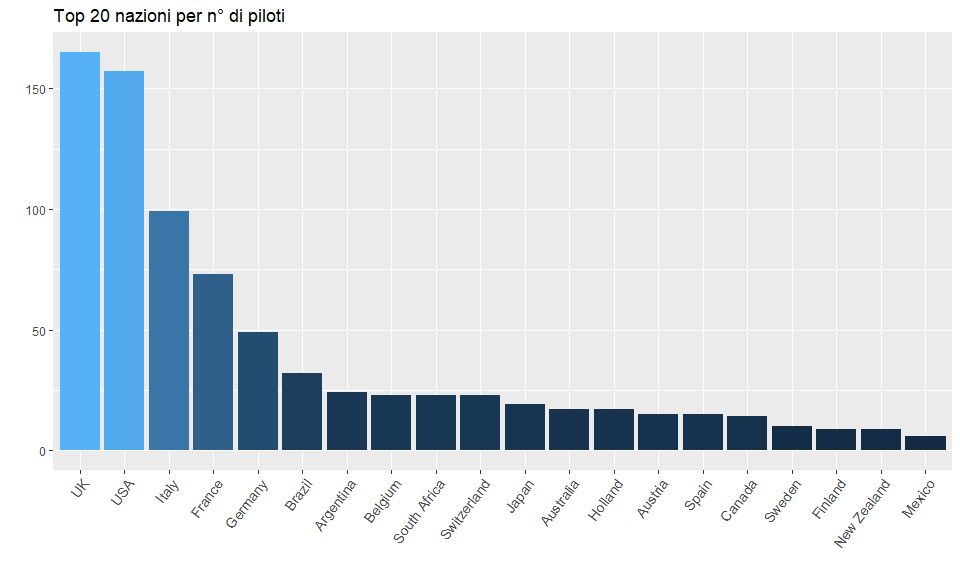 Top 20 nazioni per n° di piloti
150
100
50
0
UK
USA
Italy
France
Germany
Brazil
Argentina
Belgium
South Africa
Switzerland
Japan
Australia
Holland
Austria
Spain
Canada
Sweden
Finland
New Zealand
Mexico